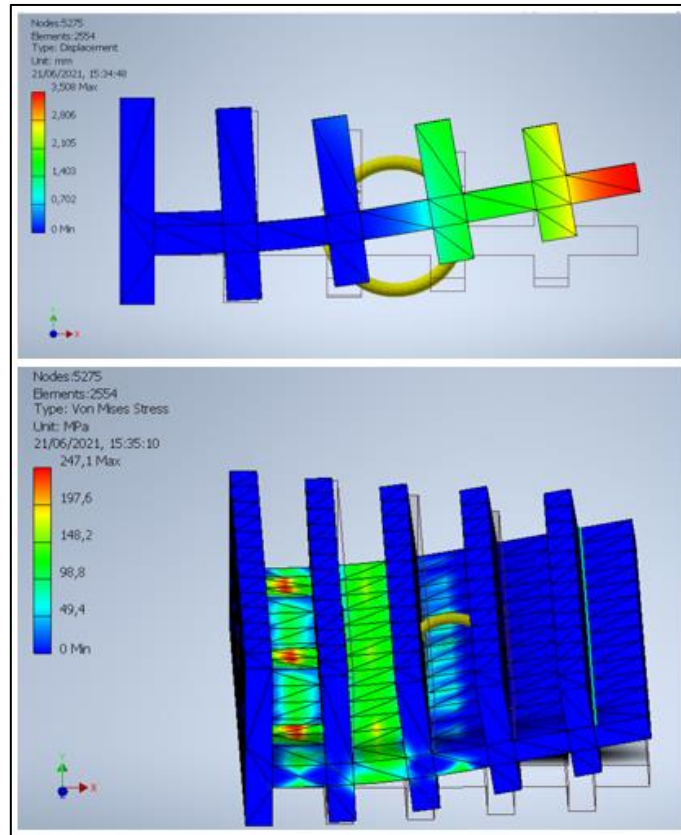 Nodes:5275
Elements:2554
Type: Displacement
Unit: mm
21/06/2021, 15:34:48
3,508 Max
2,806
2,105
1,403
0,702
0 Min
Y
X
Nodes:5275
Elements:2554
Type: Von Mises Stress
Unit: MPa
21/06/2021, 15:35:10
247,1 Max
197,6
148,2
98,8
49,4
0 Min
Y
X